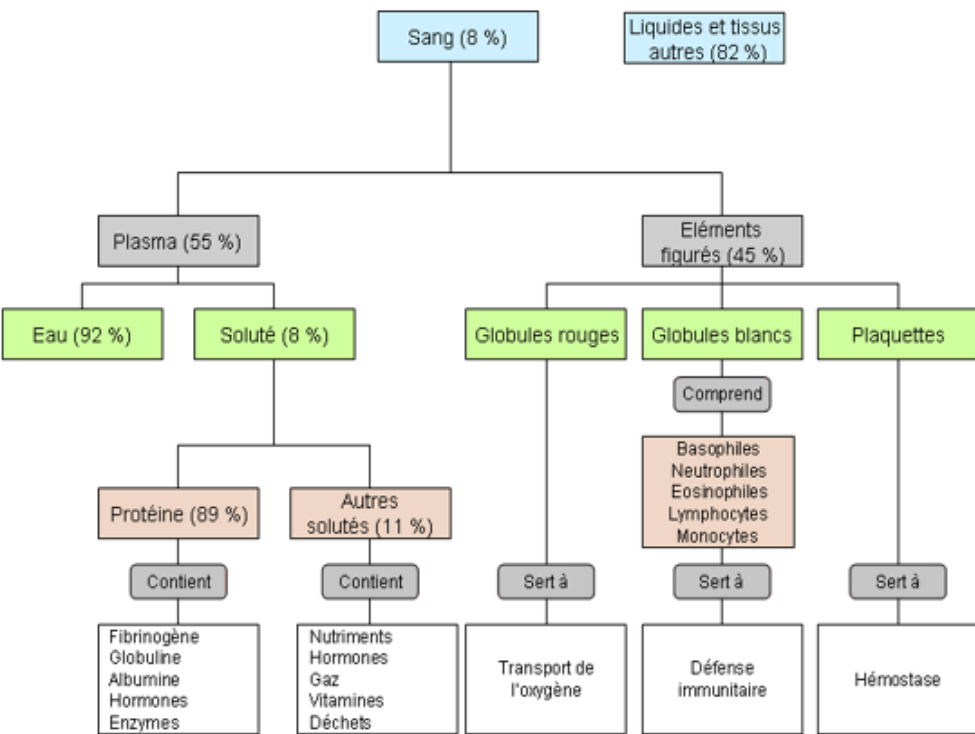 Sang (8 %)
Liquides et tissus
autres (82 %)
Plasma (55 %)
Eléments
figurés (45 %)
Eau (92 %)
Soluté (8 %)
Globules rouges
Globules blancs
Plaquettes
Comprend
Basophiles
Neutrophiles
Eosinophiles
Lymphocytes
Monocytes
Protéine (89 %)
Autres
solutés (11 %)
Contient
Contient
Sert à
Sert à
Sert à
Fibrinogène
Globuline
Albumine
Hormones
Enzymes
Nutriments
Hormones
Gaz
Vitamines
Déchets
Transport de
l'oxygène
Défense
immunitaire
Hémostase